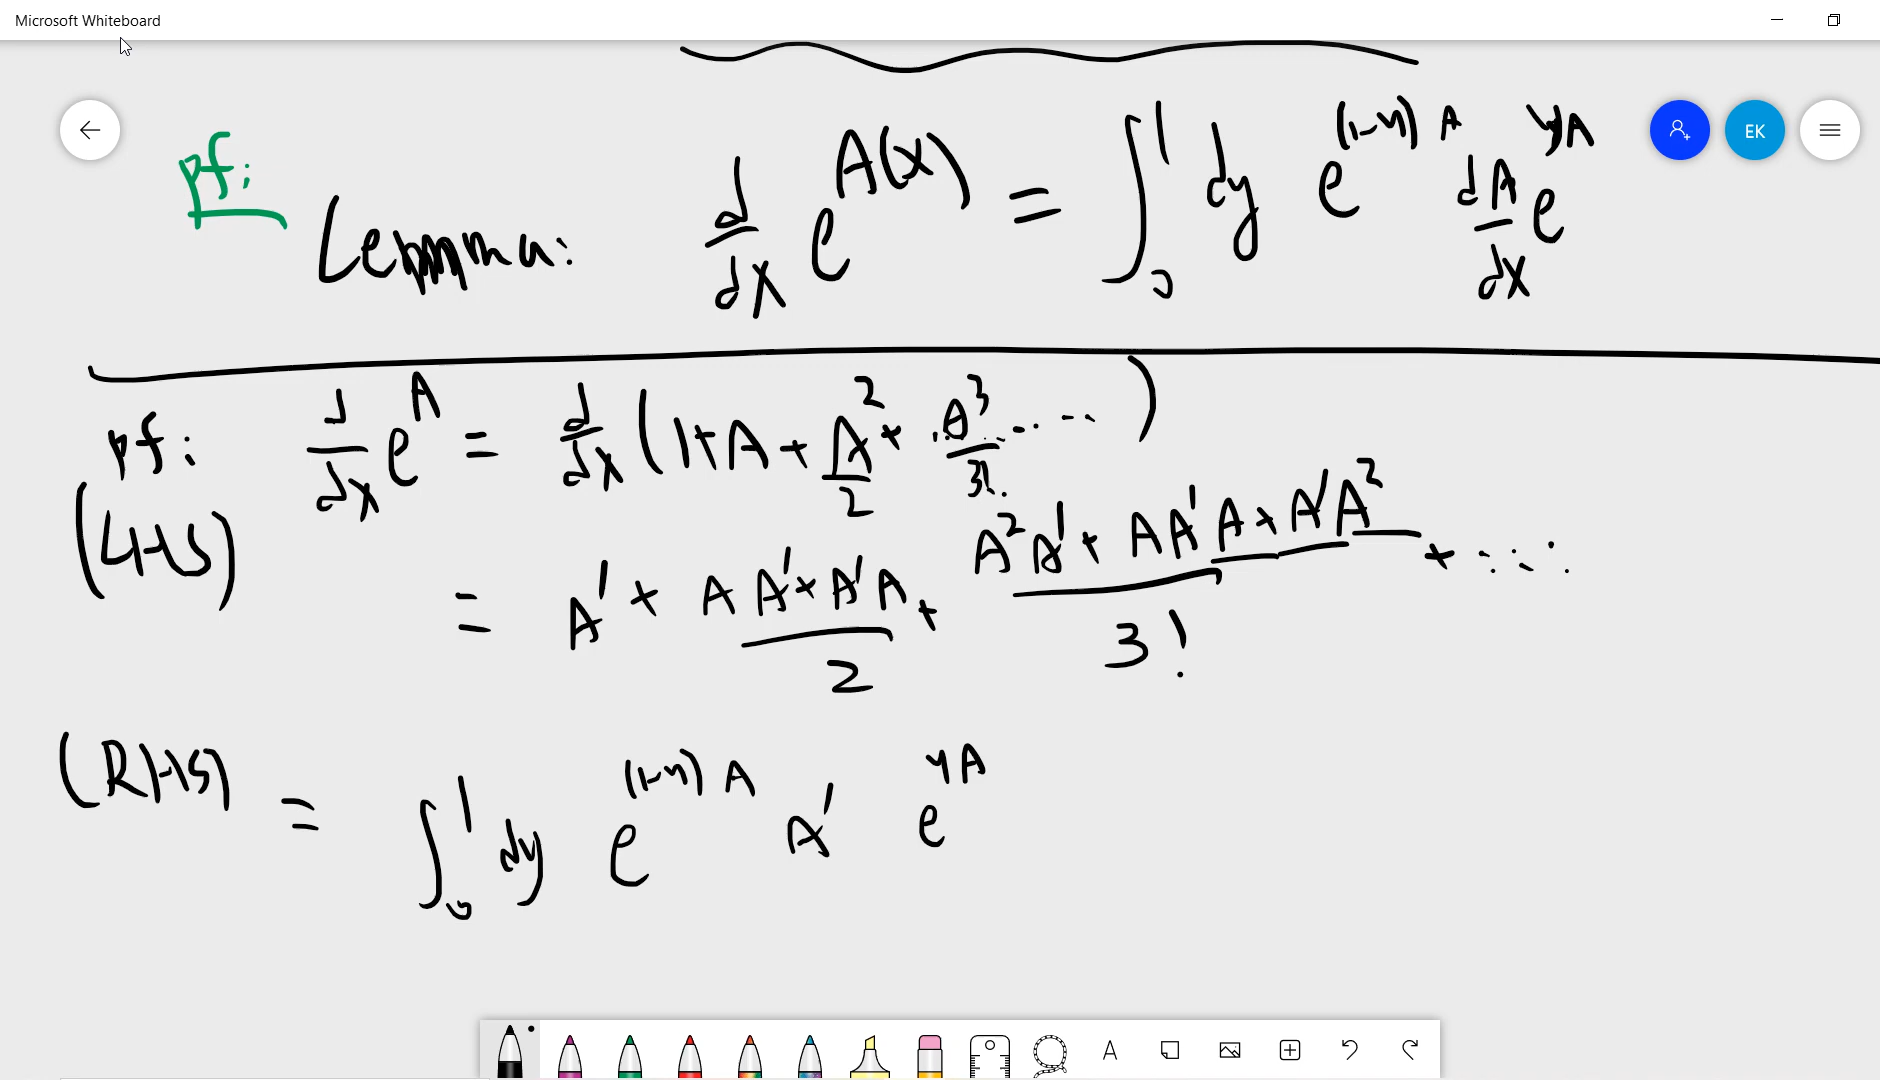 Microsoft Whiteboard
EK
pf:
Lemma: d/dx e^{A(x)} = ∫_0^1 dy e^{(1-y)A} dA/dx e^{yA}
pf: d/dx e^A = d/dx (1+A+A^2/2+A^3/3!......)
(LHS)
= A' + (AA'+A'A)/2 + (A^2A'+AA'A+A'A^2)/3! + ......
(RHS) = ∫_0^1 dy e^{(1-y)A} A' e^{yA}
A